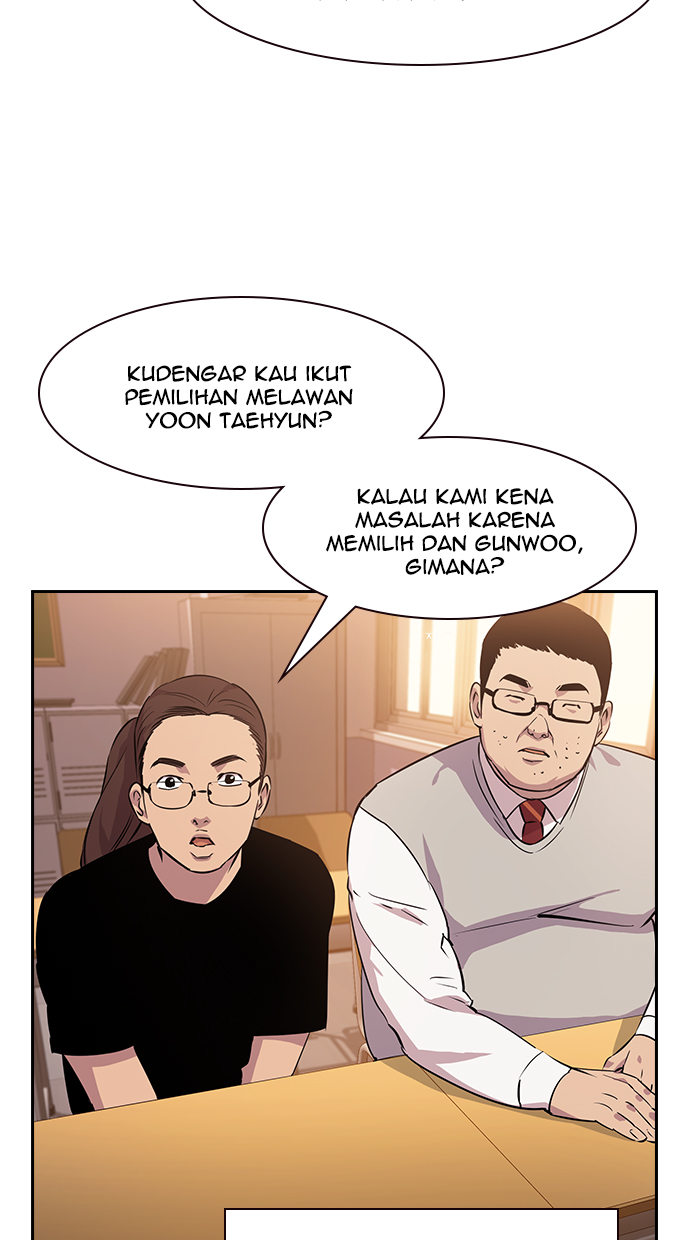 KUDENGAR KAU IKUT
PEMILIHAN MELAWAN
YOON TAEHYUN?
KALAU KAMI KENA
MASALAH KARENA
MEMILIH DAN GUNWOO,
GIMANA?